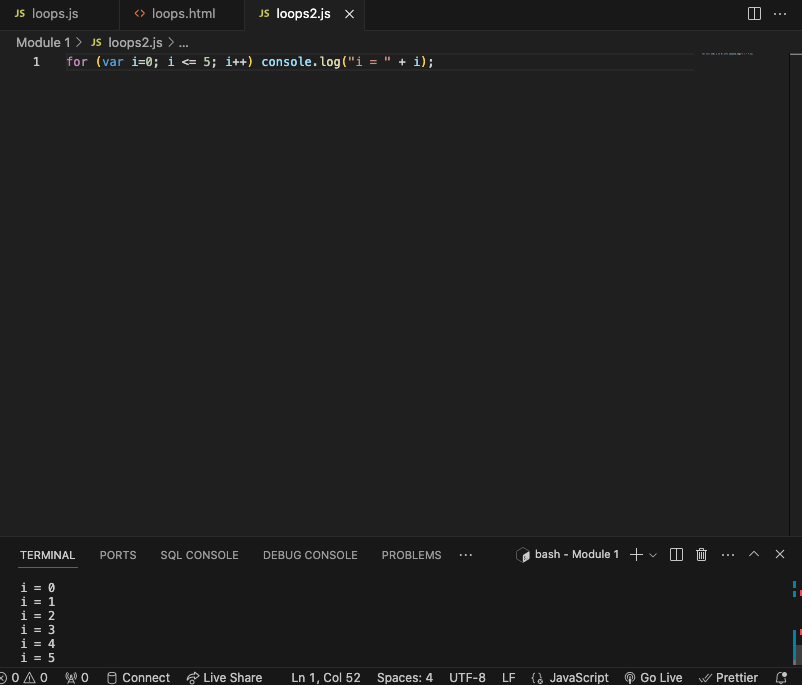 JS loops.js <> loops.html JS loops2.js
Module 1 > JS loops2.js > ...
1 for (var i=0; i <= 5; i++) console.log("i = " + i);
TERMINAL PORTS SQL CONSOLE DEBUG CONSOLE PROBLEMS ... bash - Module 1
i = 0
i = 1
i = 2
i = 3
i = 4
i = 5
0 0 0 Connect Live Share Ln 1, Col 52 Spaces: 4 UTF-8 LF {} JavaScript Go Live Prettier